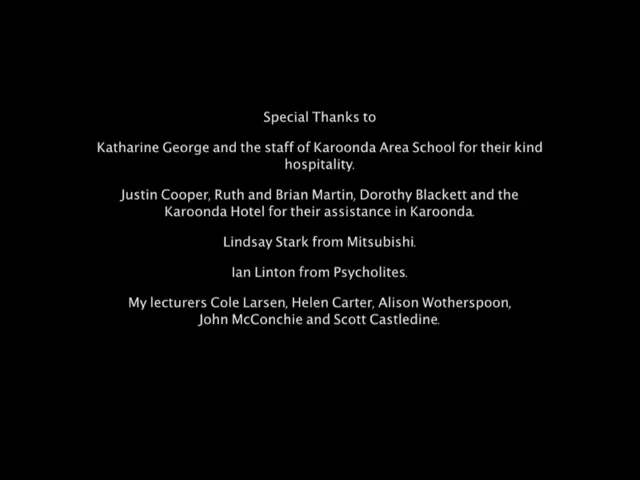 Special Thanks to
Katharine George and the staff of Karoonda Area School for their kind
hospitality.
Justin Cooper, Ruth and Brian Martin, Dorothy Blackett and the
Karoonda Hotel for their assistance in Karoonda.
Lindsay Stark from Mitsubishi.
Ian Linton from Psycholites.
My lecturers Cole Larsen, Helen Carter, Alison Wotherspoon,
John McConchie and Scott Castledine.